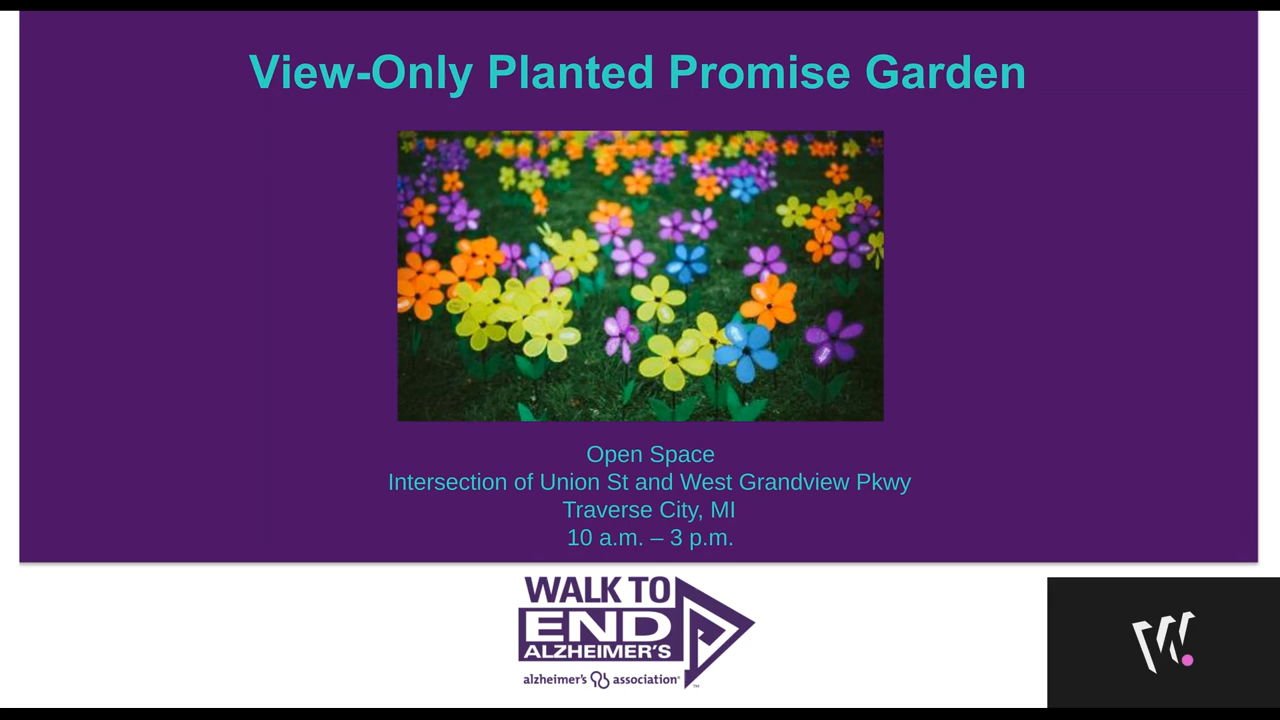 View-Only Planted Promise Garden
Open Space
Intersection of Union St and West Grandview Pkwy
Traverse City, MI
10 a.m. – 3 p.m.
WALK TO
END
ALZHEIMER'S
alzheimer's association®
™
W.